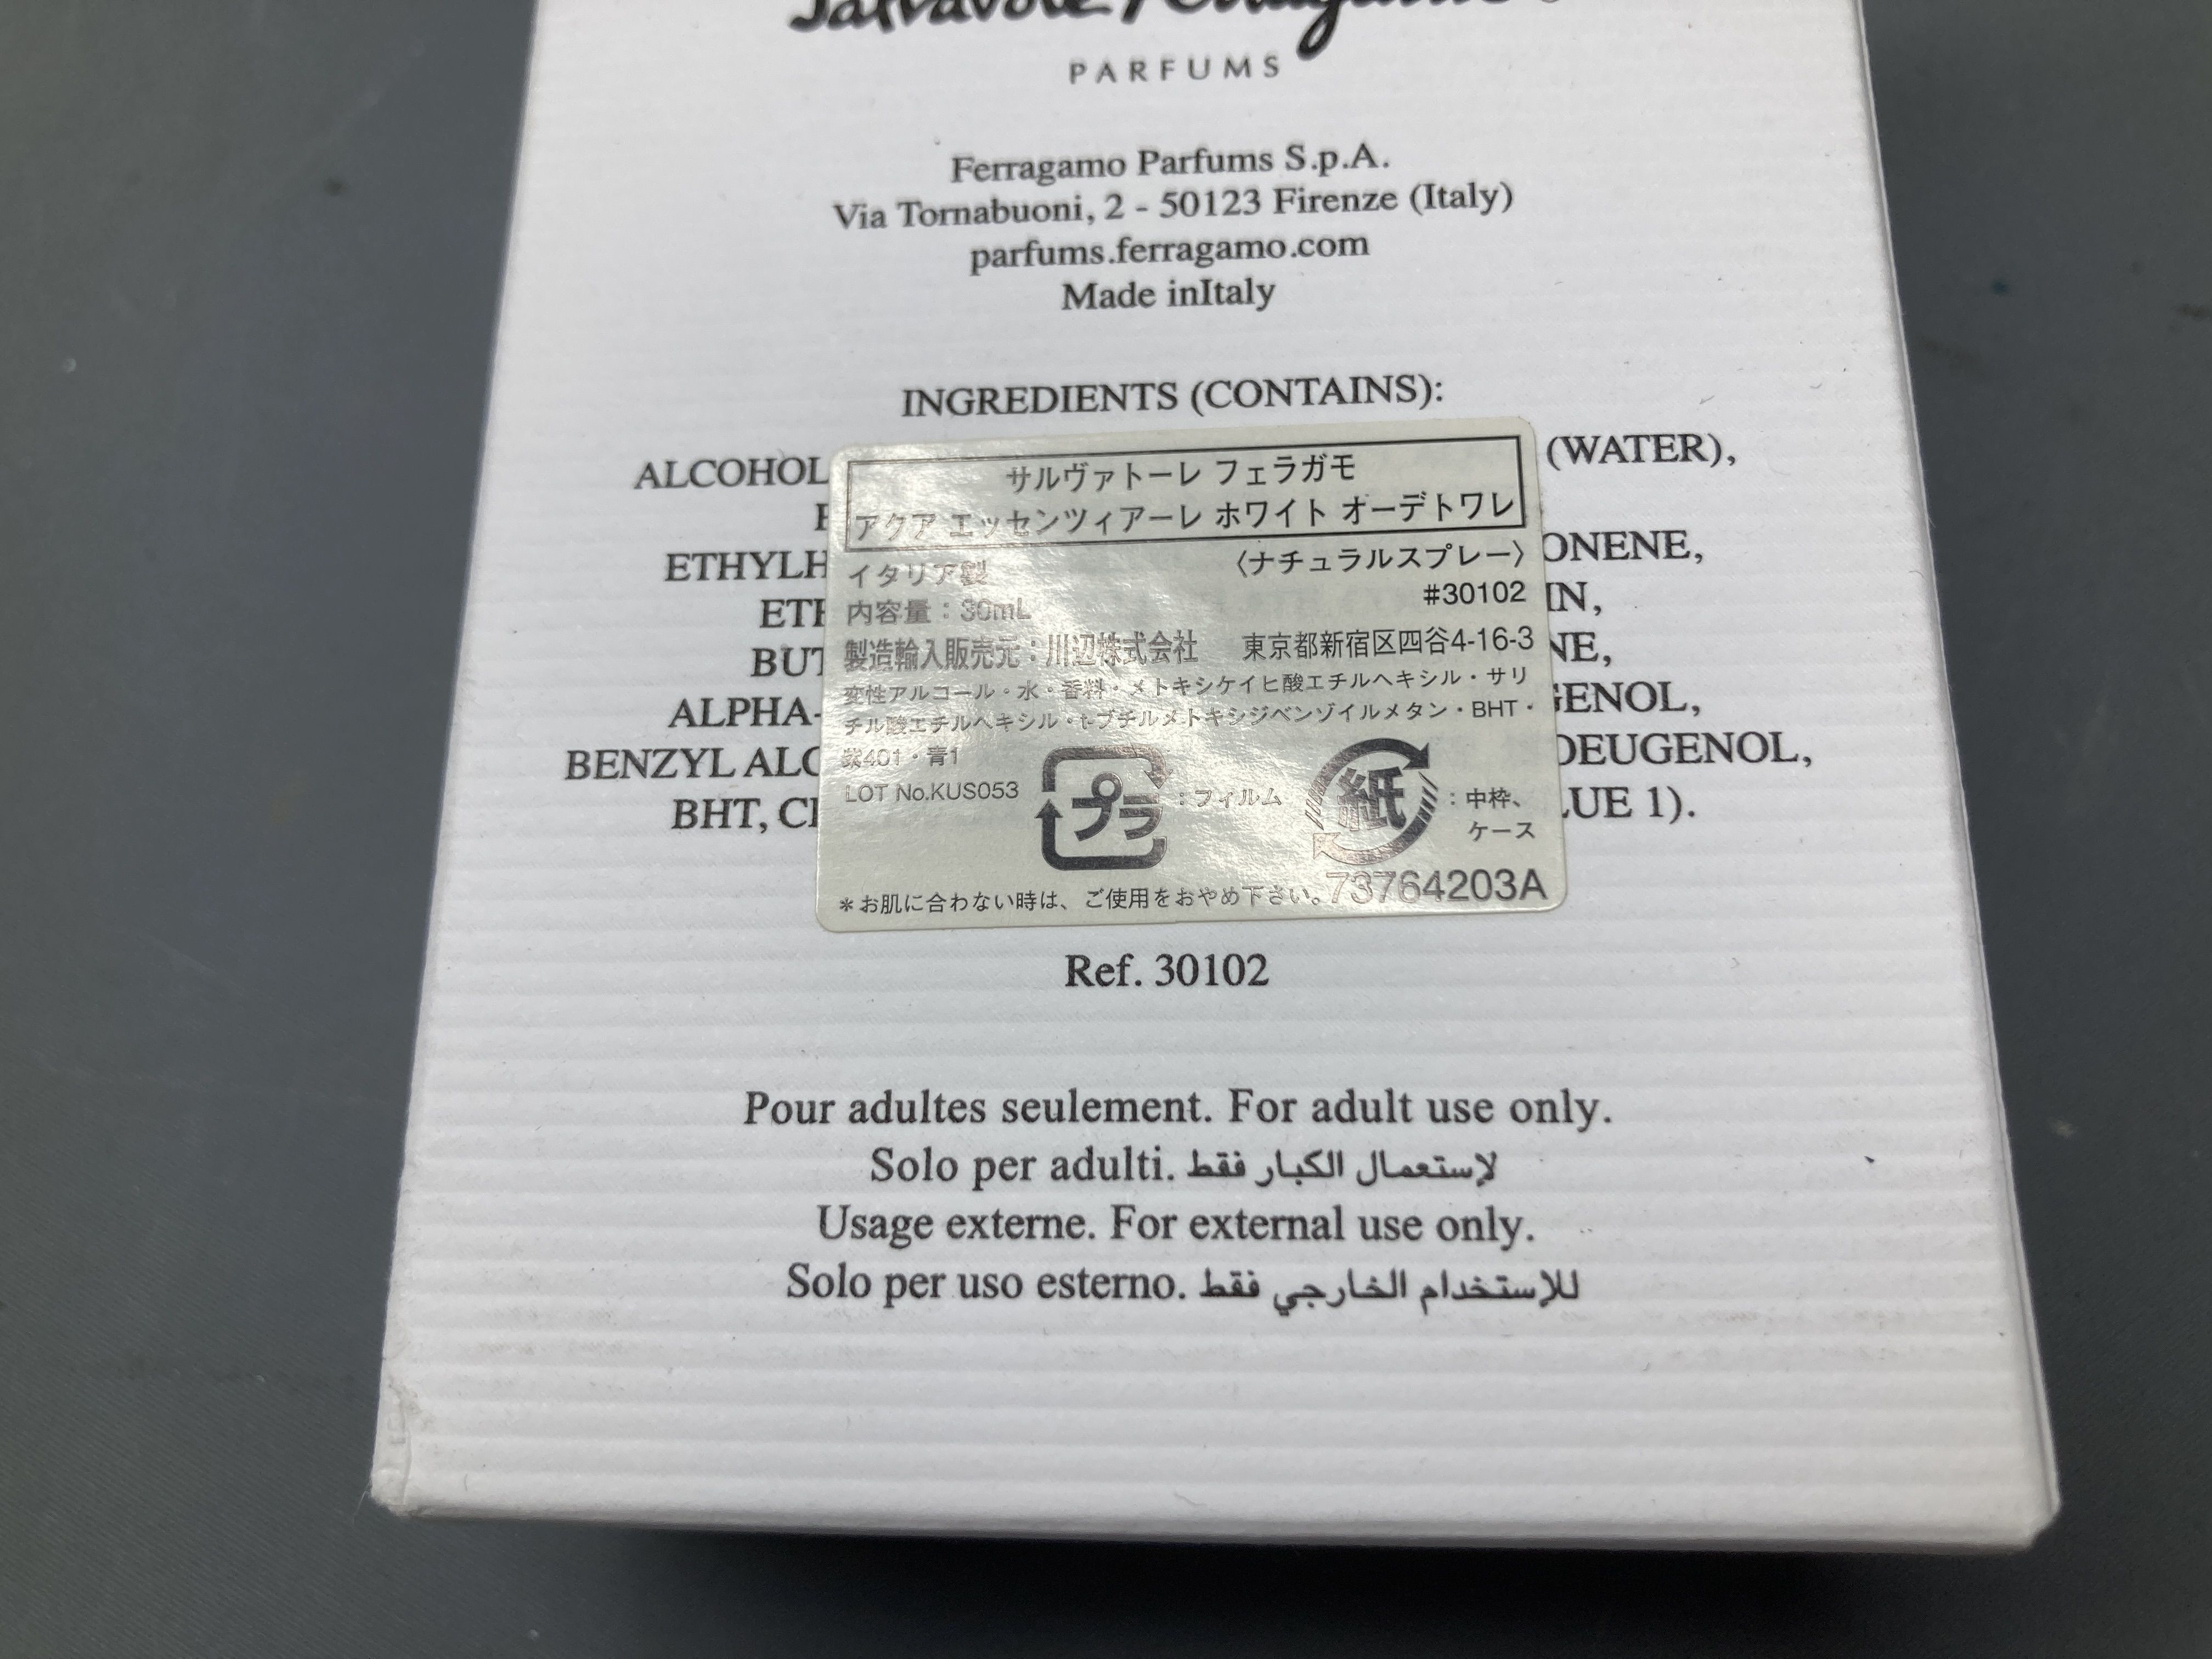 Salvatore Ferragamo
PARFUMS
Ferragamo Parfums S.p.A.
Via Tornabuoni, 2 - 50123 Firenze (Italy)
parfums.ferragamo.com
Made inItaly
INGREDIENTS (CONTAINS):
ALCOHOL (WATER),
ETHYLH ONENE,
ETH IN,
BUT NE,
ALPHA- GENOL,
BENZYL ALC DEUGENOL,
BHT, CI LUE 1).
サルヴァトーレ フェラガモ
アクア エッセンツィアーレ ホワイト オーデトワレ
〈ナチュラルスプレー〉
イタリア製
#30102
内容量：30mL
製造輸入販売元：川辺株式会社 東京都新宿区四谷4-16-3
変性アルコール・水・香料・メトキシケイヒ酸エチルヘキシル・サリ
チル酸エチルヘキシル・t-ブチルメトキシジベンゾイルメタン・BHT・
紫401・青1
LOT No.KUS053
プラ：フィルム
紙：中枠、
ケース
＊お肌に合わない時は、ご使用をおやめ下さい。73764203A
Ref. 30102
Pour adultes seulement. For adult use only.
Solo per adulti. لإستعمال الكبار فقط
Usage externe. For external use only.
Solo per uso esterno. للإستخدام الخارجي فقط